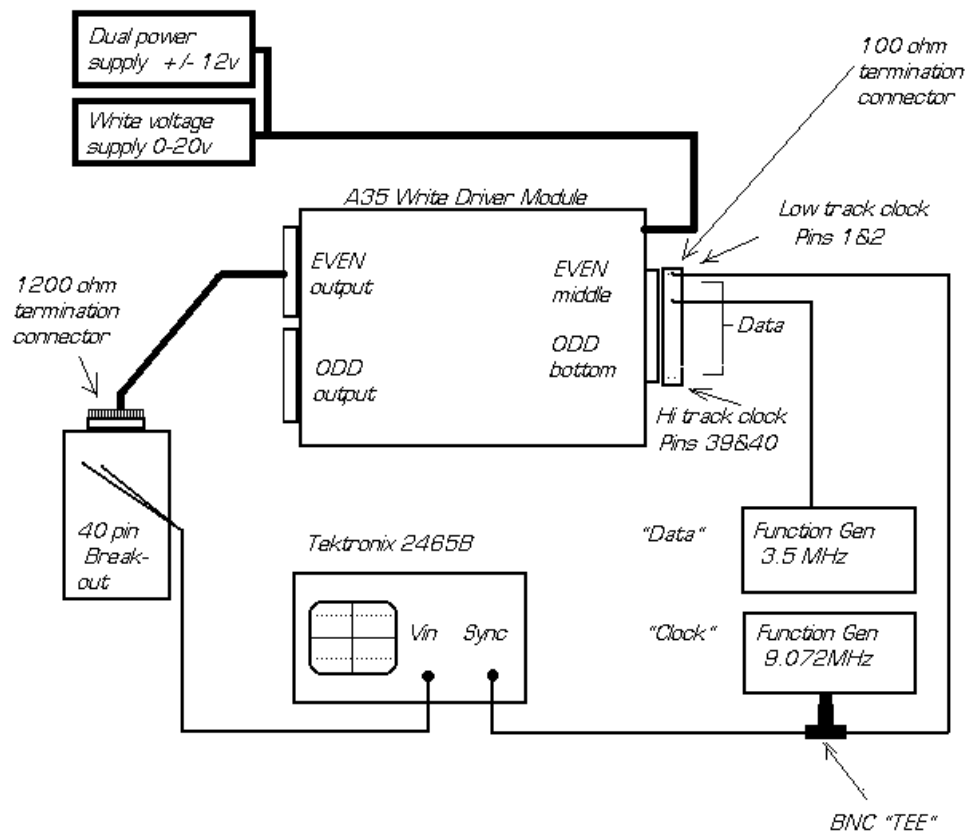 Dual power
supply +/- 12v
Write voltage
supply 0-20v
100 ohm
termination
connector
A35 Write Driver Module
Low track clock
Pins 1&2
EVEN
output
EVEN
middle
1200 ohm
termination
connector
Data
ODD
output
ODD
bottom
Hi track clock
Pins 39&40
40 pin
Break-
out
Tektronix 2465B
Vin Sync
"Data"
Function Gen
3.5 MHz
"Clock"
Function Gen
9.072MHz
BNC "TEE"